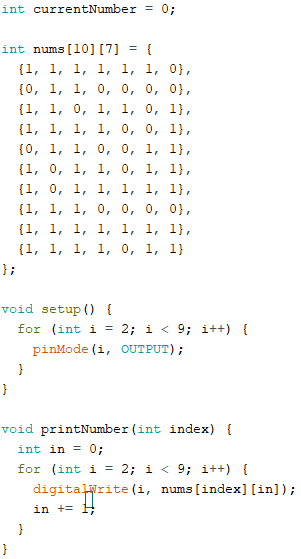 int currentNumber = 0;

int nums[10][7] = {
  {1, 1, 1, 1, 1, 1, 0},
  {0, 1, 1, 0, 0, 0, 0},
  {1, 1, 0, 1, 1, 0, 1},
  {1, 1, 1, 1, 0, 0, 1},
  {0, 1, 1, 0, 0, 1, 1},
  {1, 0, 1, 1, 0, 1, 1},
  {1, 0, 1, 1, 1, 1, 1},
  {1, 1, 1, 0, 0, 0, 0},
  {1, 1, 1, 1, 1, 1, 1},
  {1, 1, 1, 1, 0, 1, 1}
};

void setup() {
  for (int i = 2; i < 9; i++) {
    pinMode(i, OUTPUT);
  }
}

void printNumber(int index) {
  int in = 0;
  for (int i = 2; i < 9; i++) {
    digitalWrite(i, nums[index][in]);
    in += 1;
  }
}